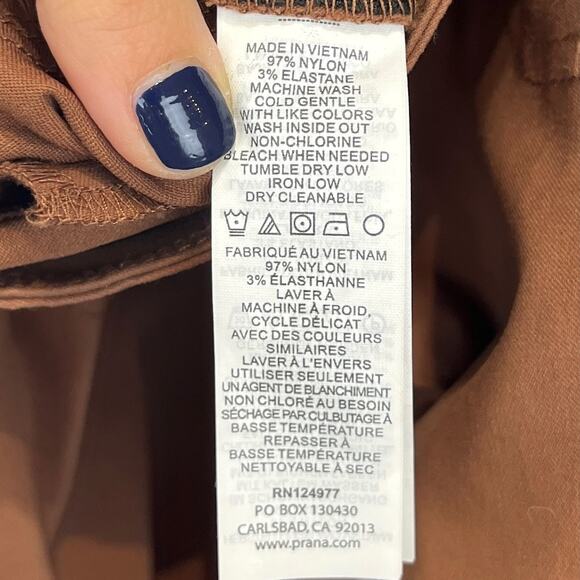 MADE IN VIETNAM
97% NYLON
3% ELASTANE
MACHINE WASH
COLD GENTLE
WITH LIKE COLORS
WASH INSIDE OUT
NON-CHLORINE
BLEACH WHEN NEEDED
TUMBLE DRY LOW
IRON LOW
DRY CLEANABLE
FABRIQUÉ AU VIETNAM
97% NYLON
3% ÉLASTHANNE
LAVER À
MACHINE À FROID,
CYCLE DÉLICAT
AVEC DES COULEURS
SIMILAIRES
LAVER À L'ENVERS
UTILISER SEULEMENT
UN AGENT DE BLANCHIMENT
NON CHLORÉ AU BESOIN
SÉCHAGE PAR CULBUTAGE À
BASSE TEMPÉRATURE
REPASSER À
BASSE TEMPÉRATURE
NETTOYABLE À SEC
RN124977
PO BOX 130430
CARLSBAD, CA 92013
www.prana.com